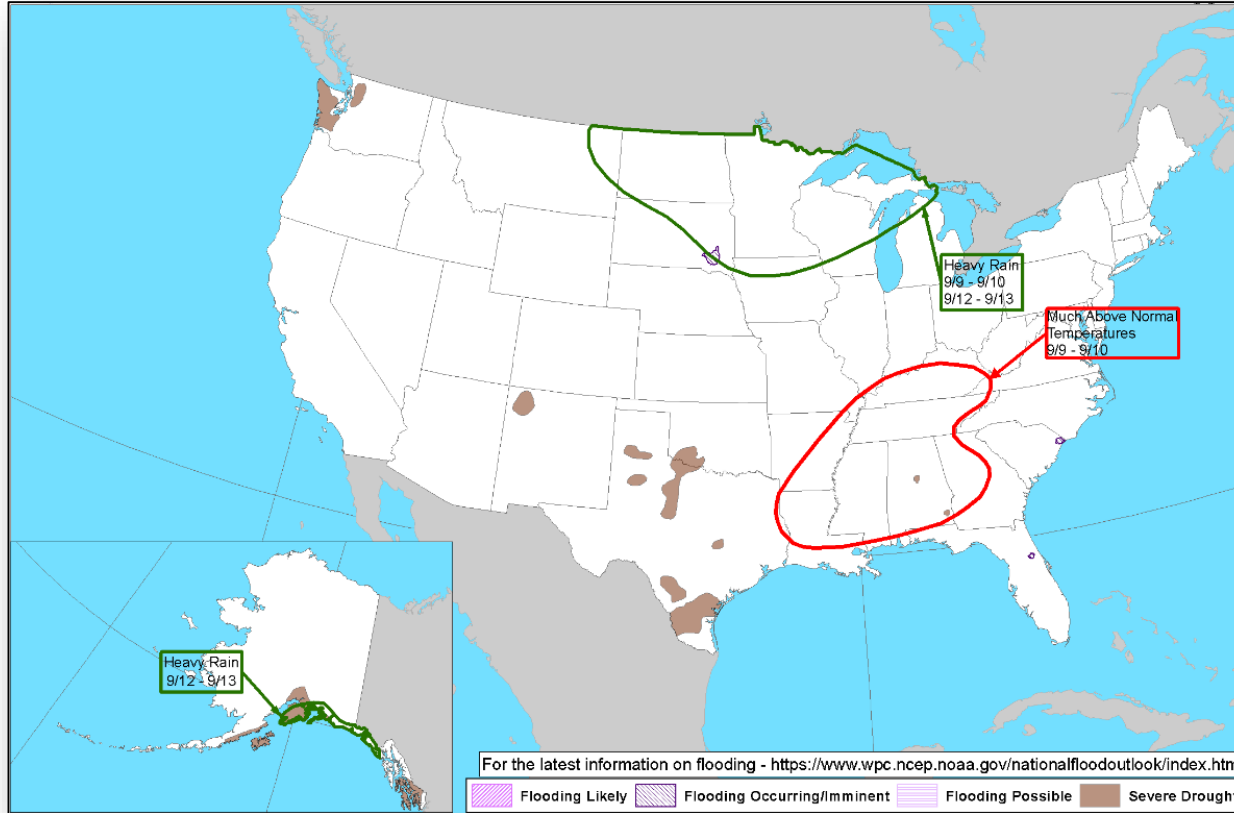 Heavy Rain
9/9 - 9/10
9/12 - 9/13
Much Above Normal
Temperatures
9/9 - 9/10
Heavy Rain
9/12 - 9/13
For the latest information on flooding - https://www.wpc.ncep.noaa.gov/nationalfloodoutlook/index.htm
Flooding Likely Flooding Occurring/Imminent Flooding Possible Severe Drought